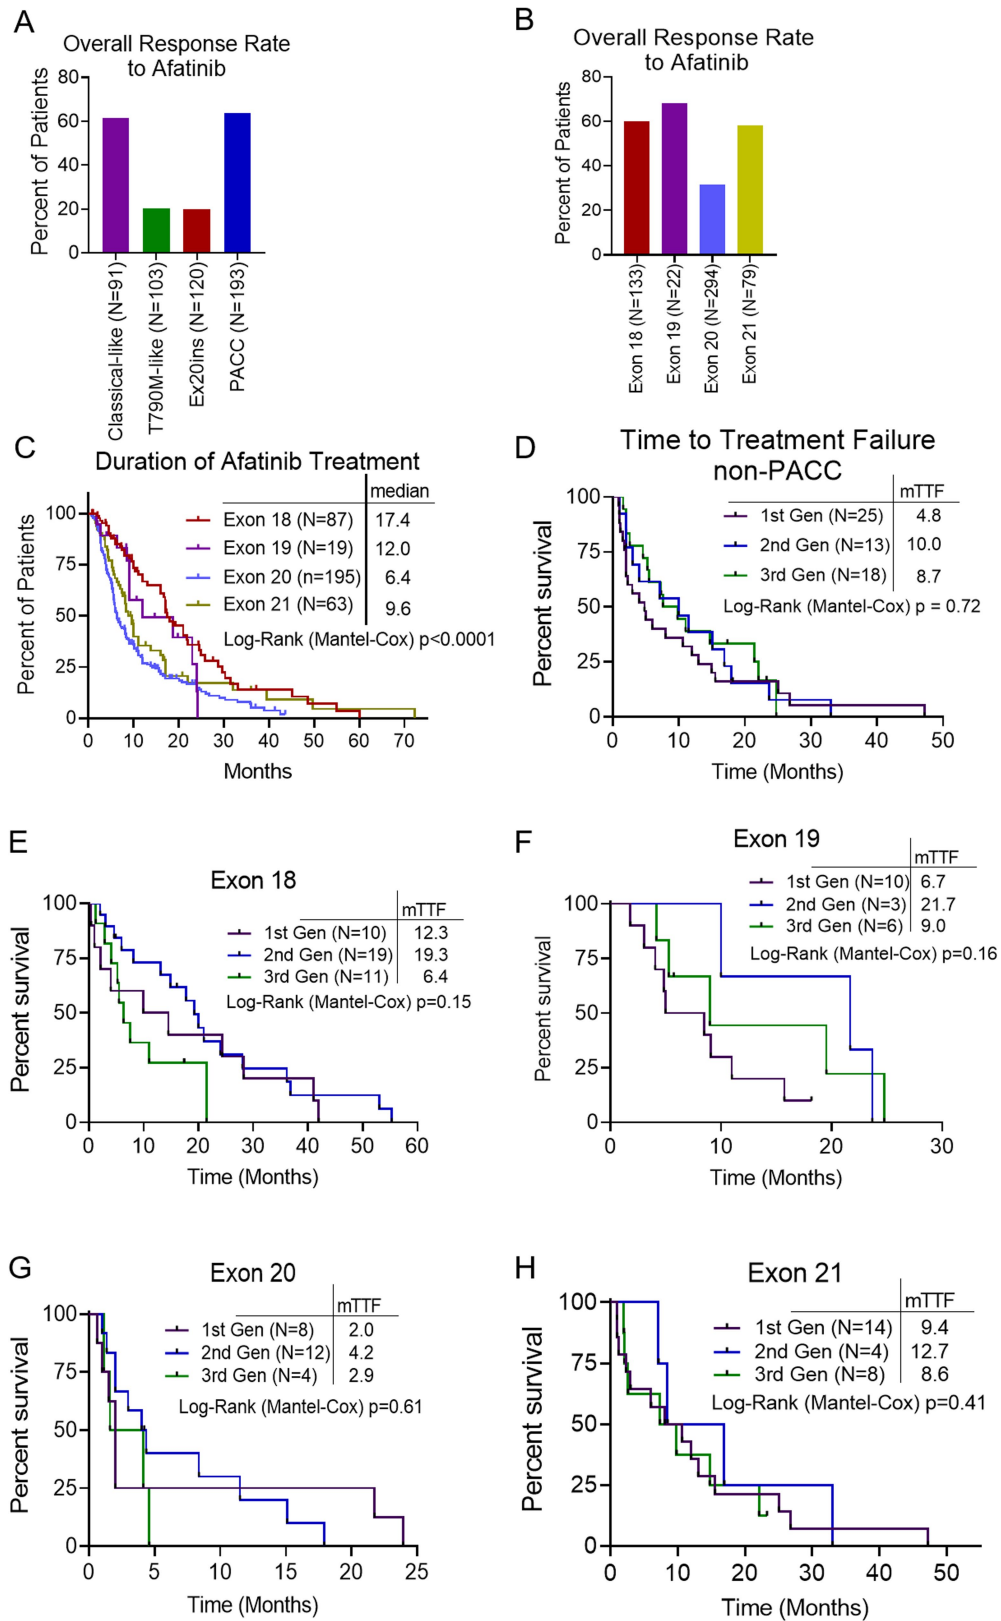 A
Overall Response Rate
to Afatinib
Percent of Patients
80
60
40
20
0
Classical-like (N=91)
T790M-like (N=103)
Ex20ins (N=120)
PACC (N=193)
B
Overall Response Rate
to Afatinib
Percent of Patients
80
60
40
20
0
Exon 18 (N=133)
Exon 19 (N=22)
Exon 20 (N=294)
Exon 21 (N=79)
C
Duration of Afatinib Treatment
median
Exon 18 (N=87) 17.4
Exon 19 (N=19) 12.0
Exon 20 (n=195) 6.4
Exon 21 (N=63) 9.6
Log-Rank (Mantel-Cox) p<0.0001
Percent of Patients
100
75
50
25
0
0 10 20 30 40 50 60 70
Months
D
Time to Treatment Failure
non-PACC
mTTF
1st Gen (N=25) 4.8
2nd Gen (N=13) 10.0
3rd Gen (N=18) 8.7
Log-Rank (Mantel-Cox) p = 0.72
Percent survival
100
75
50
25
0
0 10 20 30 40 50
Time (Months)
E
Exon 18
mTTF
1st Gen (N=10) 12.3
2nd Gen (N=19) 19.3
3rd Gen (N=11) 6.4
Log-Rank (Mantel-Cox) p=0.15
Percent survival
100
75
50
25
0
0 10 20 30 40 50 60
Time (Months)
F
Exon 19
mTTF
1st Gen (N=10) 6.7
2nd Gen (N=3) 21.7
3rd Gen (N=6) 9.0
Log-Rank (Mantel-Cox) p=0.16
Percent survival
100
75
50
25
0
0 10 20 30
Time (Months)
G
Exon 20
mTTF
1st Gen (N=8) 2.0
2nd Gen (N=12) 4.2
3rd Gen (N=4) 2.9
Log-Rank (Mantel-Cox) p=0.61
Percent survival
100
75
50
25
0
0 5 10 15 20 25
Time (Months)
H
Exon 21
mTTF
1st Gen (N=14) 9.4
2nd Gen (N=4) 12.7
3rd Gen (N=8) 8.6
Log-Rank (Mantel-Cox) p=0.41
Percent survival
100
75
50
25
0
0 10 20 30 40 50
Time (Months)